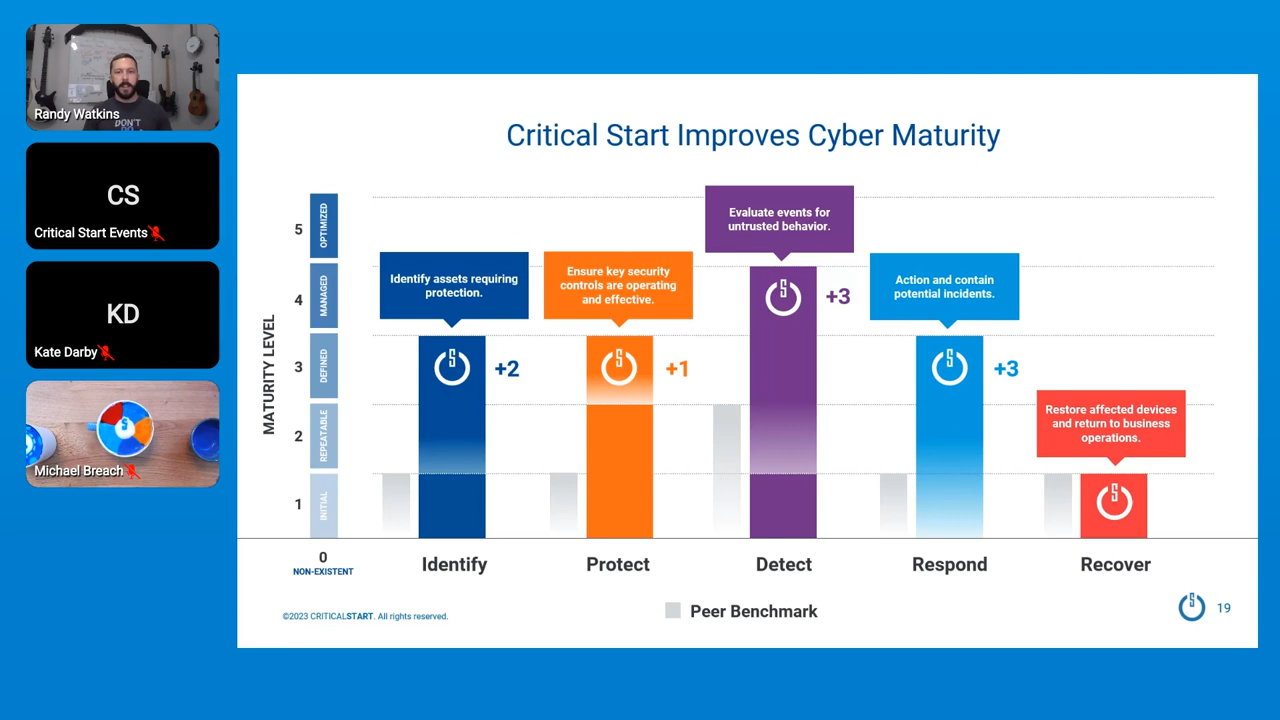 Randy Watkins
DON'T
CS
Critical Start Events
KD
Kate Darby
Michael Breach
Critical Start Improves Cyber Maturity
MATURITY LEVEL
5
OPTIMIZED
4
MANAGED
3
DEFINED
2
REPEATABLE
1
INITIAL
0
NON-EXISTENT
Identify assets requiring
protection.
+2
Identify
Ensure key security
controls are operating
and effective.
+1
Protect
Evaluate events for
untrusted behavior.
+3
Detect
Action and contain
potential incidents.
+3
Respond
Restore affected devices
and return to business
operations.
Recover
Peer Benchmark
©2023 CRITICALSTART. All rights reserved.
19